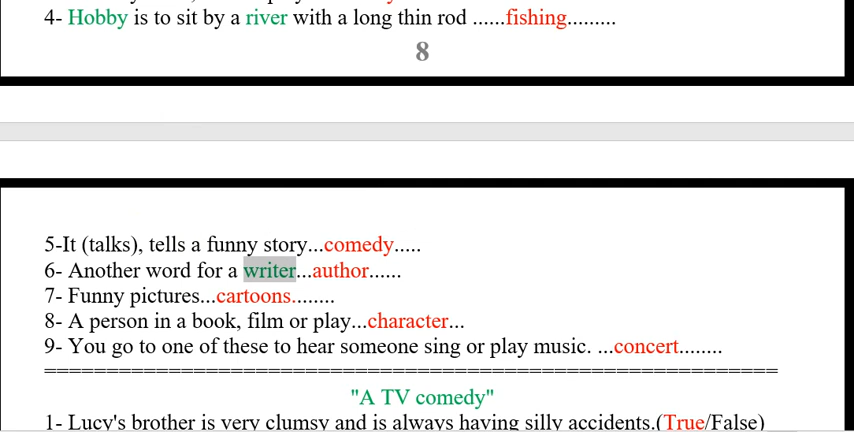 4- Hobby is to sit by a river with a long thin rod ......fishing.........
8
5-It (talks), tells a funny story...comedy.....
6- Another word for a writer...author......
7- Funny pictures...cartoons........
8- A person in a book, film or play...character...
9- You go to one of these to hear someone sing or play music. ...concert........
==========================================================
"A TV comedy"
1- Lucy's brother is very clumsy and is always having silly accidents.(True/False)